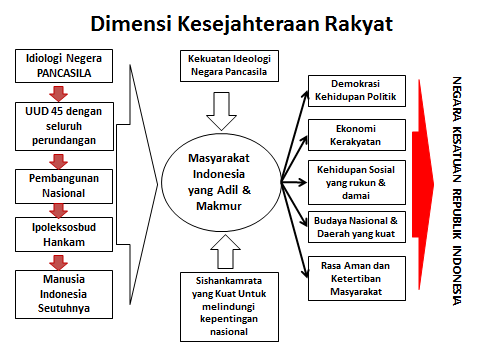 Dimensi Kesejahteraan Rakyat
Idiologi Negera
PANCASILA
UUD 45 dengan
seluruh
perundangan
Pembangunan
Nasional
Ipoleksosbud
Hankam
Manusia
Indonesia
Seutuhnya
Kekuatan Ideologi
Negara Pancasila
Masyarakat
Indonesia
yang Adil &
Makmur
Sishankamrata
yang Kuat Untuk
melindungi
kepentingan
nasional
Demokrasi
Kehidupan Politik
Ekonomi
Kerakyatan
Kehidupan Sosial
yang rukun &
damai
Budaya Nasional &
Daerah yang kuat
Rasa Aman dan
Ketertiban
Masyarakat
NEGARA KESATUAN REPUBLIK INDONESIA